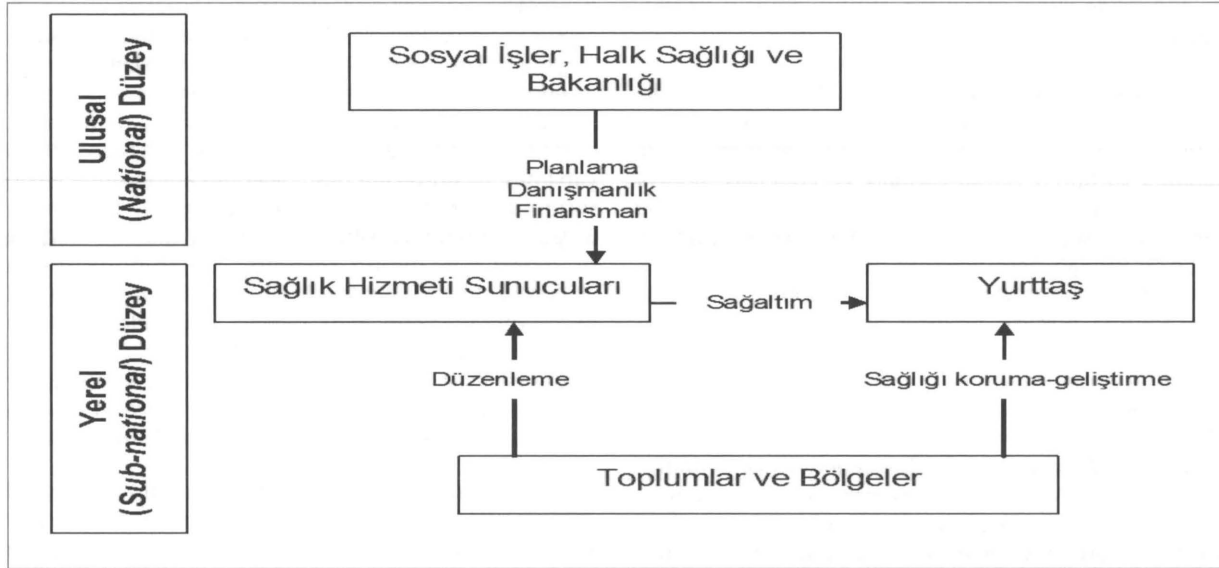 Ulusal
(National) Düzey
Sosyal İşler, Halk Sağlığı ve
Bakanlığı
Planlama
Danışmanlık
Finansman
Yerel
(Sub-national) Düzey
Sağlık Hizmeti Sunucuları
Sağaltım
Yurttaş
Düzenleme
Sağlığı koruma-geliştirme
Toplumlar ve Bölgeler